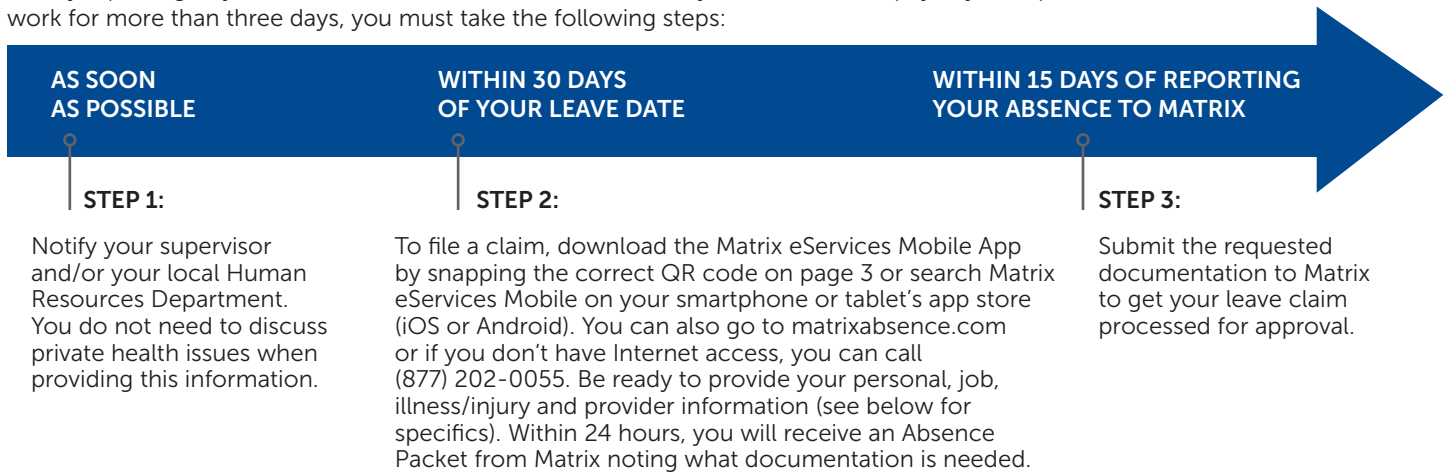 work for more than three days, you must take the following steps:
AS SOON
AS POSSIBLE
WITHIN 30 DAYS
OF YOUR LEAVE DATE
WITHIN 15 DAYS OF REPORTING
YOUR ABSENCE TO MATRIX
STEP 1:
Notify your supervisor
and/or your local Human
Resources Department.
You do not need to discuss
private health issues when
providing this information.
STEP 2:
To file a claim, download the Matrix eServices Mobile App
by snapping the correct QR code on page 3 or search Matrix
eServices Mobile on your smartphone or tablet’s app store
(iOS or Android). You can also go to matrixabsence.com
or if you don’t have Internet access, you can call
(877) 202-0055. Be ready to provide your personal, job,
illness/injury and provider information (see below for
specifics). Within 24 hours, you will receive an Absence
Packet from Matrix noting what documentation is needed.
STEP 3:
Submit the requested
documentation to Matrix
to get your leave claim
processed for approval.